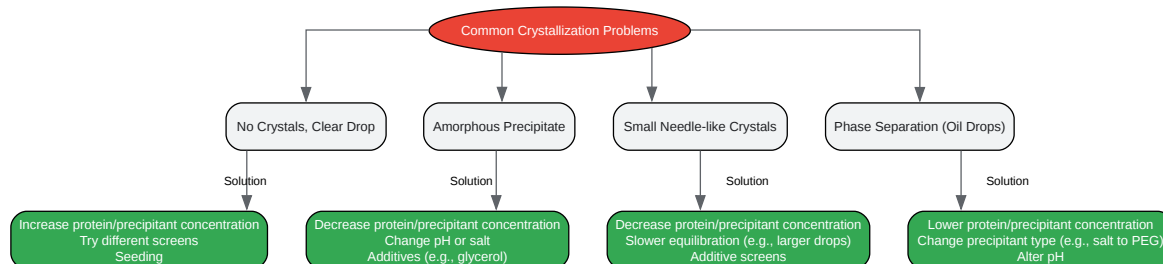 Common Crystallization Problems
No Crystals, Clear Drop
Amorphous Precipitate
Small Needle-like Crystals
Phase Separation (Oil Drops)
Solution
Solution
Solution
Solution
Increase protein/precipitant concentration
Try different screens
Seeding
Decrease protein/precipitant concentration
Change pH or salt
Additives (e.g., glycerol)
Decrease protein/precipitant concentration
Slower equilibration (e.g., larger drops)
Additive screens
Lower protein/precipitant concentration
Change precipitant type (e.g., salt to PEG)
Alter pH